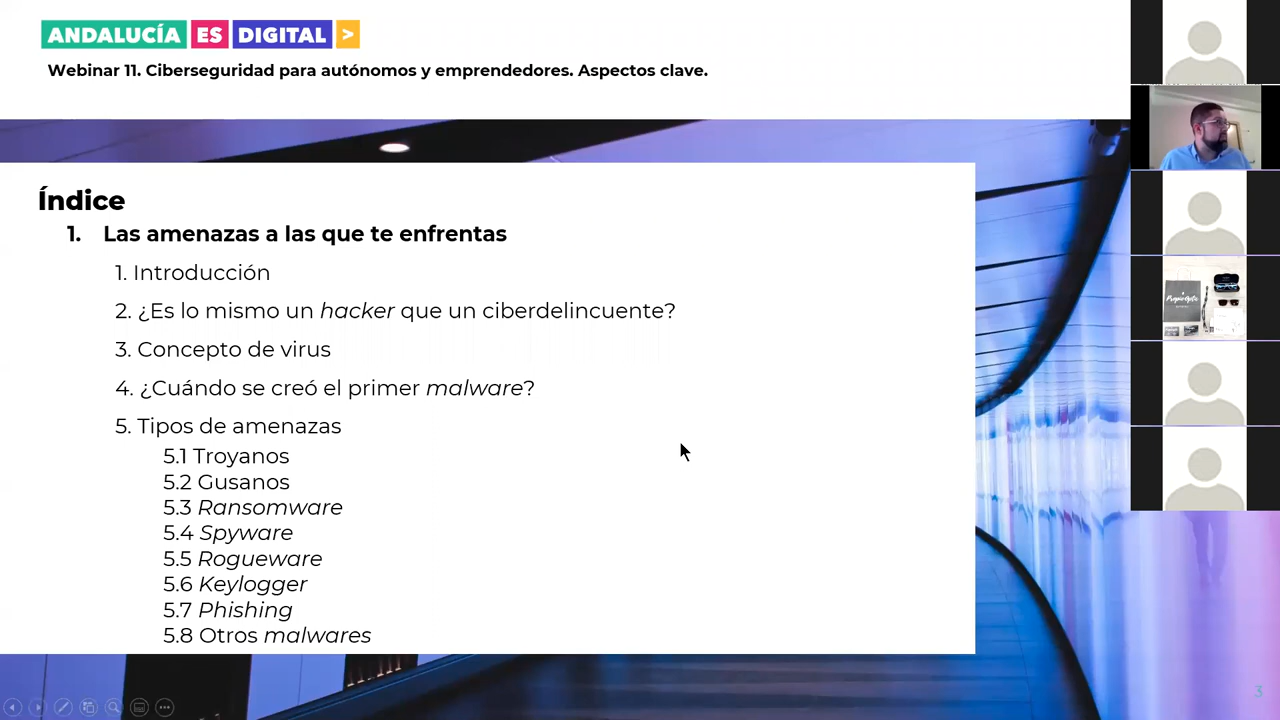 ANDALUCÍA ES DIGITAL >
Webinar 11. Ciberseguridad para autónomos y emprendedores. Aspectos clave.
Índice
1. Las amenazas a las que te enfrentas
1. Introducción
2. ¿Es lo mismo un hacker que un ciberdelincuente?
3. Concepto de virus
4. ¿Cuándo se creó el primer malware?
5. Tipos de amenazas
5.1 Troyanos
5.2 Gusanos
5.3 Ransomware
5.4 Spyware
5.5 Rogueware
5.6 Keylogger
5.7 Phishing
5.8 Otros malwares
3